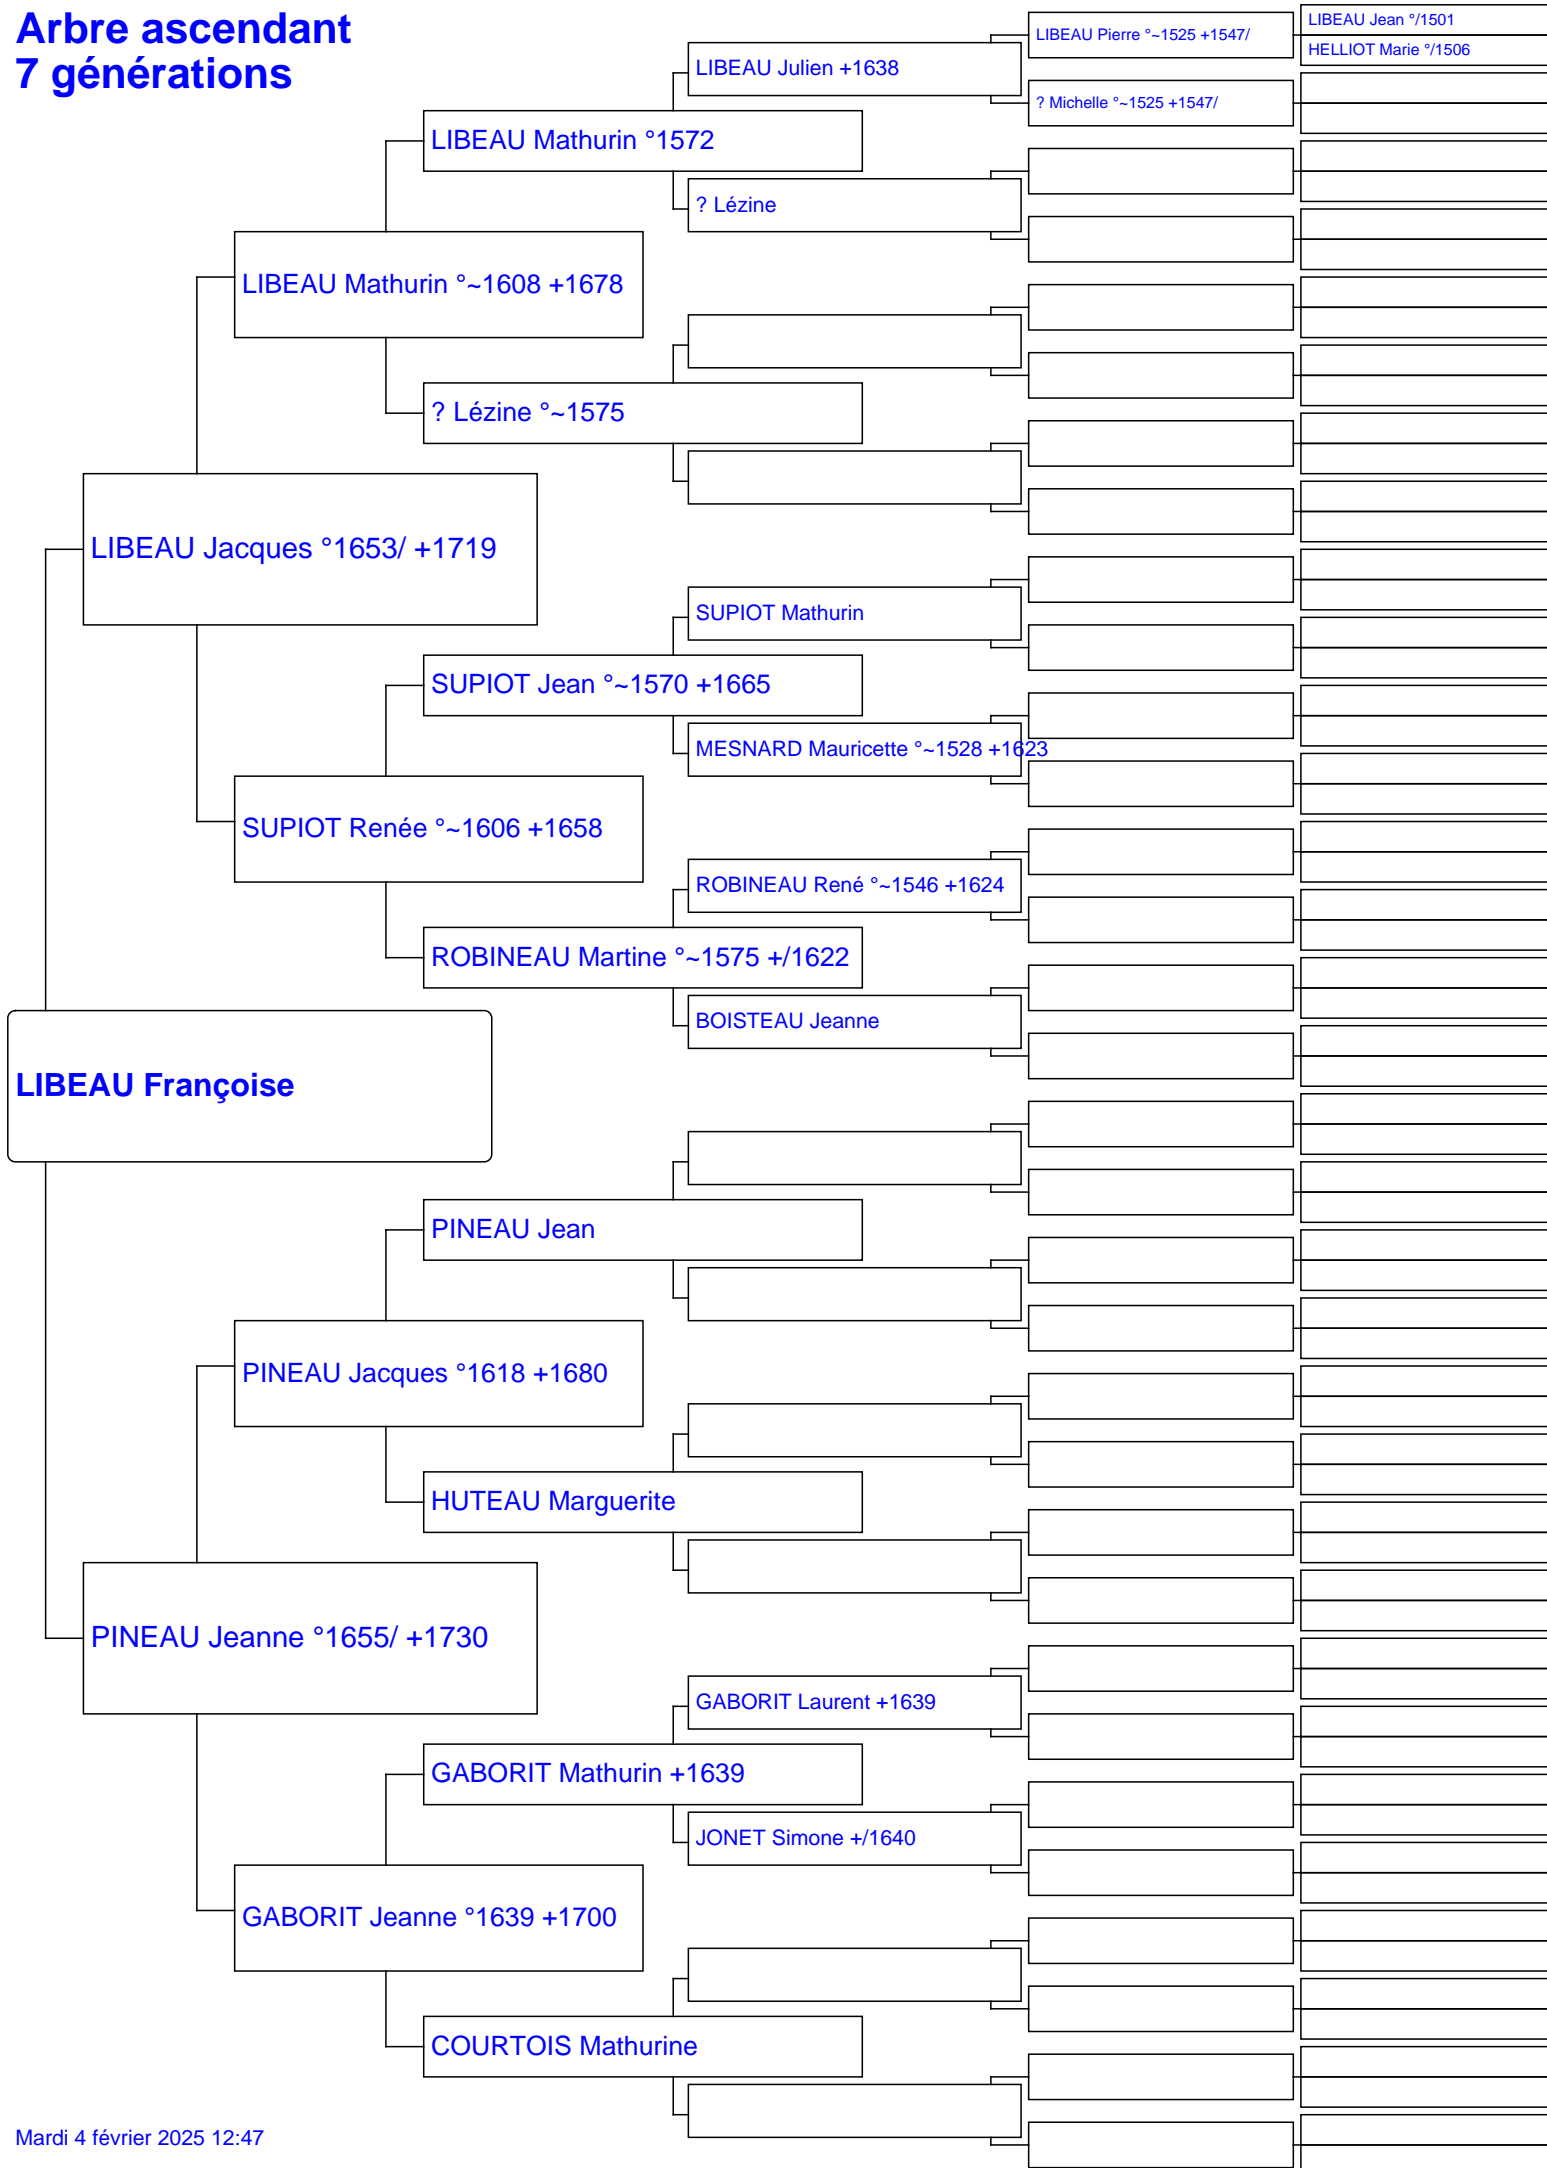 Arbre ascendant
7 générations
LIBEAU Jean °/1501
LIBEAU Pierre °~1525 +1547/
HELLIOT Marie °/1506
LIBEAU Julien +1638
? Michelle °~1525 +1547/
LIBEAU Mathurin °1572
? Lézine
LIBEAU Mathurin °~1608 +1678
? Lézine °~1575
LIBEAU Jacques °1653/ +1719
SUPIOT Mathurin
SUPIOT Jean °~1570 +1665
MESNARD Mauricette °~1528 +1623
SUPIOT Renée °~1606 +1658
ROBINEAU René °~1546 +1624
ROBINEAU Martine °~1575 +/1622
BOISTEAU Jeanne
LIBEAU Françoise
PINEAU Jean
PINEAU Jacques °1618 +1680
HUTEAU Marguerite
PINEAU Jeanne °1655/ +1730
GABORIT Laurent +1639
GABORIT Mathurin +1639
JONET Simone +/1640
GABORIT Jeanne °1639 +1700
COURTOIS Mathurine
Mardi 4 février 2025 12:47